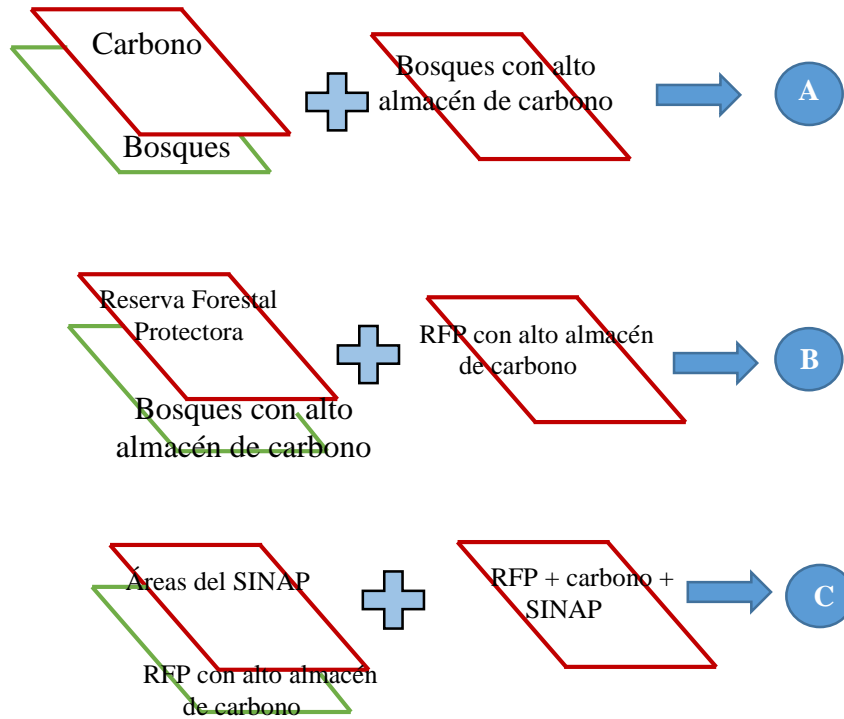 Carbono
Bosques
Bosques con alto
almacén de carbono
A
Reserva Forestal
Protectora
Bosques con alto
almacén de carbono
RFP con alto almacén
de carbono
B
Áreas del SINAP
RFP con alto almacén
de carbono
RFP + carbono +
SINAP
C